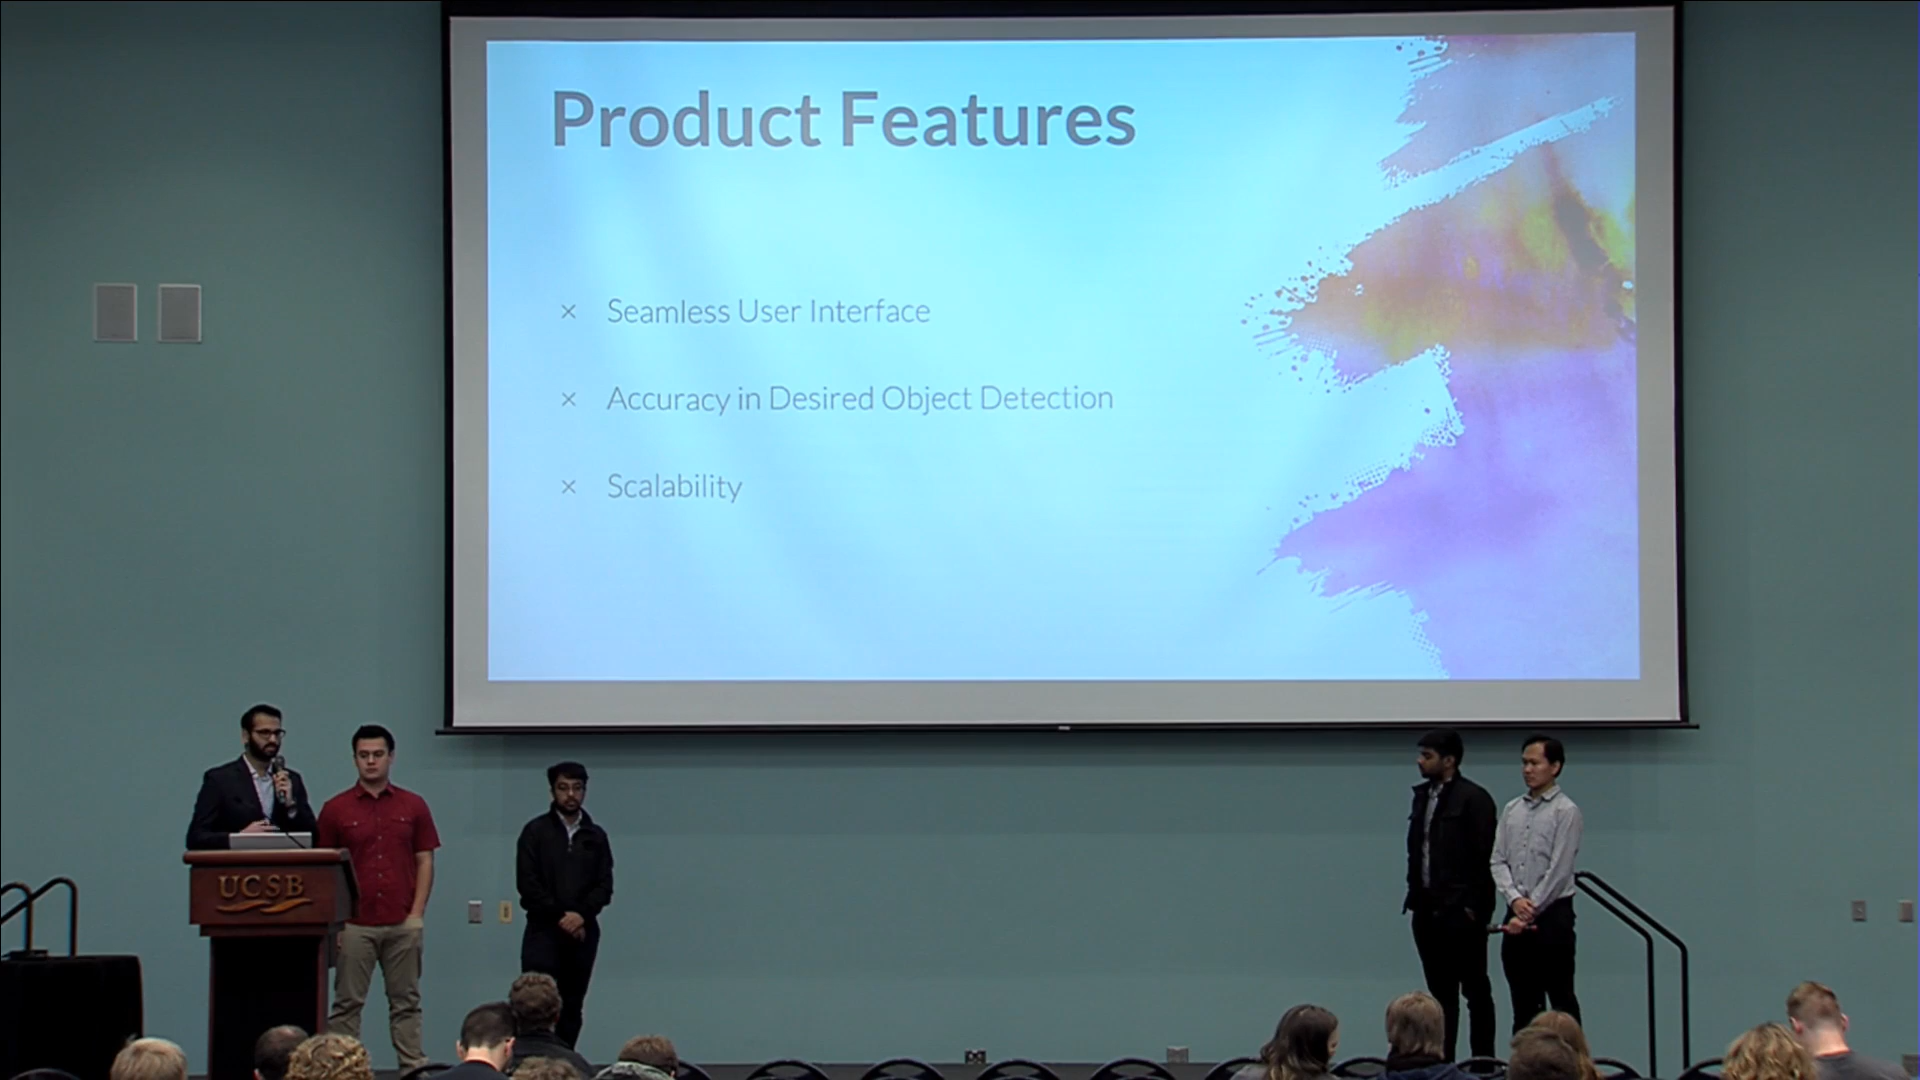 Product Features
× Seamless User Interface
× Accuracy in Desired Object Detection
× Scalability
UCSB